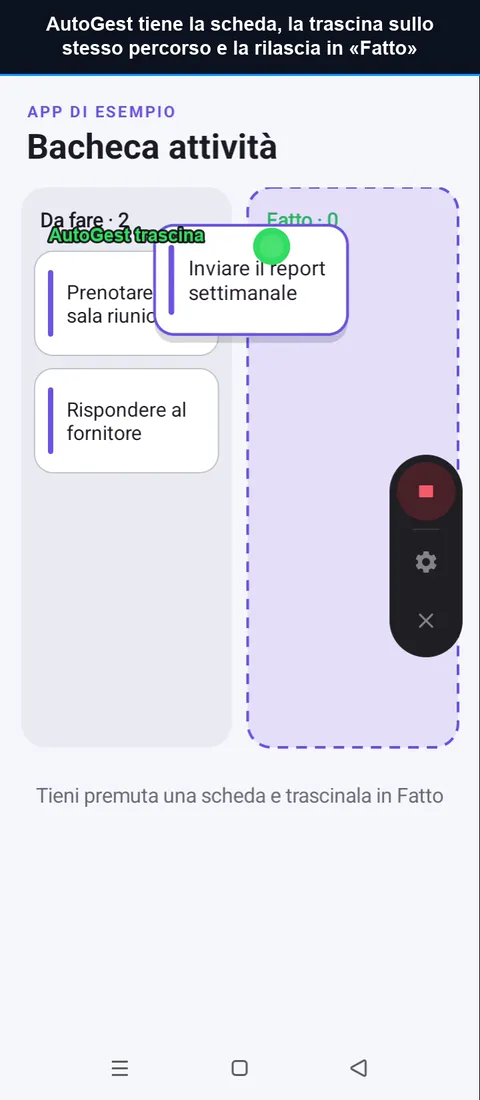 AutoGest tiene la scheda, la trascina sullo
stesso percorso e la rilascia in «Fatto»
APP DI ESEMPIO
Bacheca attività
Da fare · 2
Fatto · 0
AutoGest trascina
Inviare il report
settimanale
Prenotare
sala
Rispondere al
fornitore
Tieni premuta una scheda e trascinala in Fatto